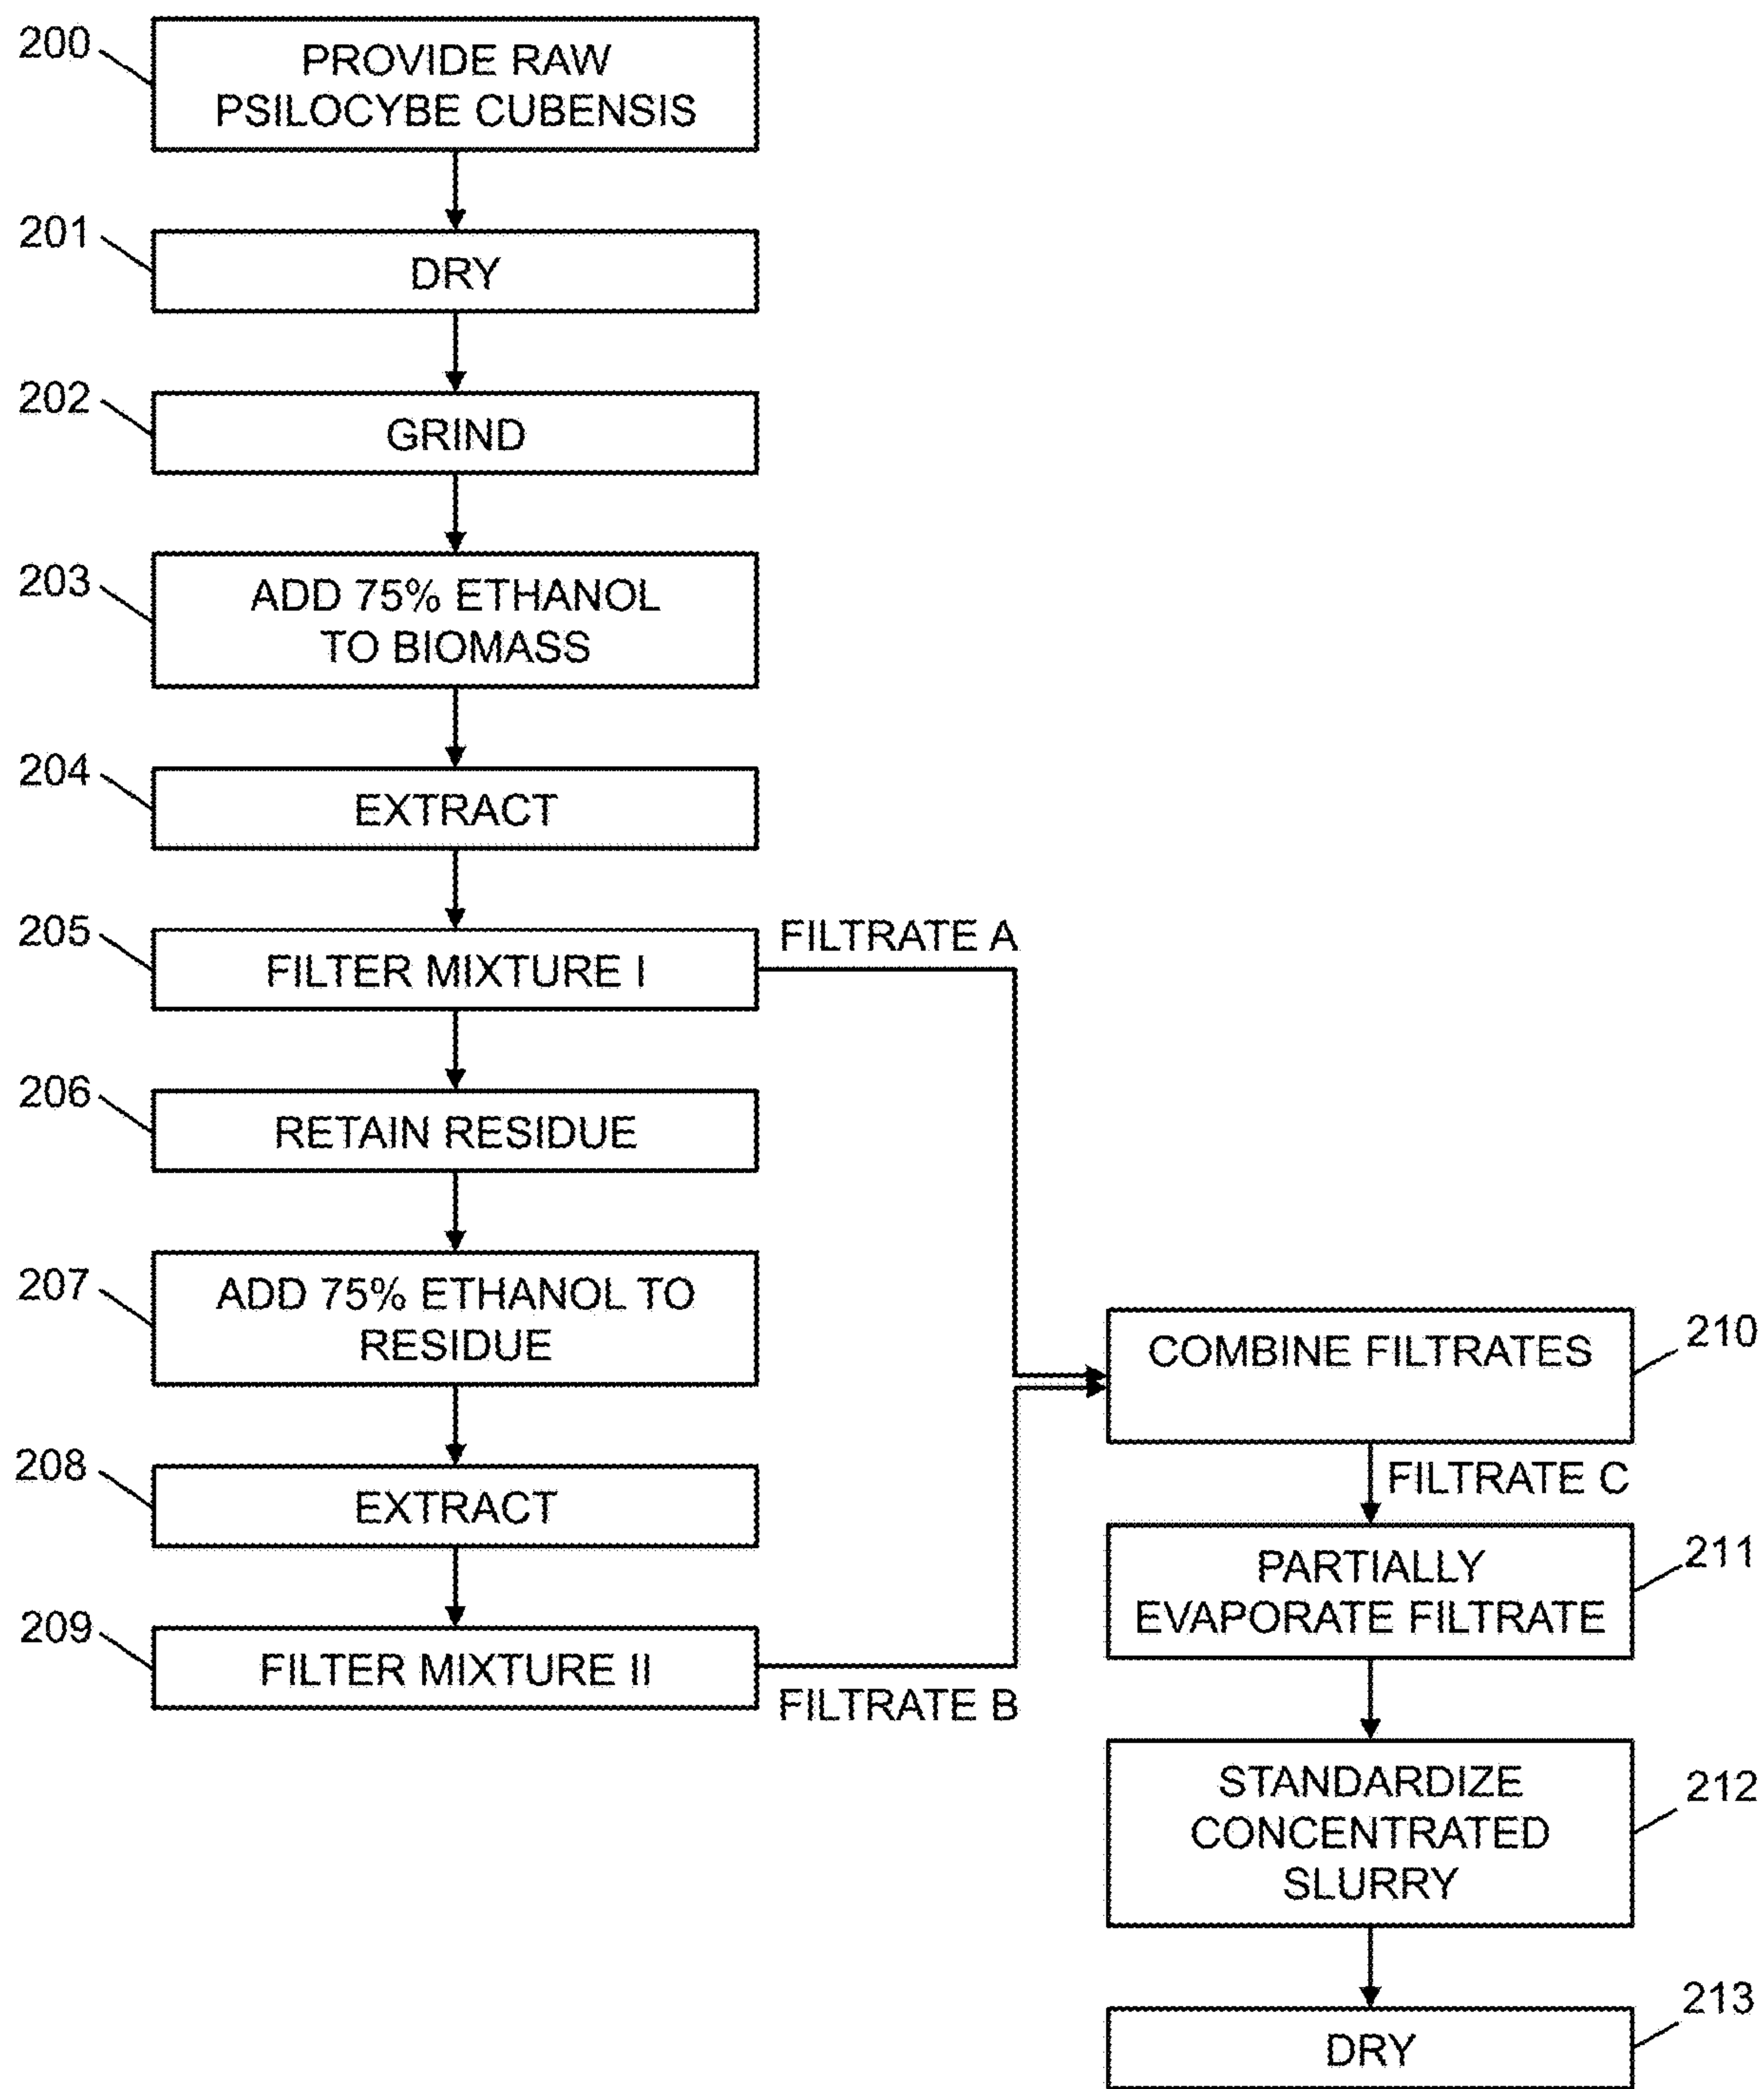 200
PROVIDE RAW
PSILOCYBE CUBENSIS
201
DRY
202
GRIND
203
ADD 75% ETHANOL
TO BIOMASS
204
EXTRACT
205
FILTER MIXTURE I
FILTRATE A
206
RETAIN RESIDUE
207
ADD 75% ETHANOL TO
RESIDUE
208
EXTRACT
209
FILTER MIXTURE II
FILTRATE B
COMBINE FILTRATES
210
FILTRATE C
PARTIALLY
EVAPORATE FILTRATE
211
STANDARDIZE
CONCENTRATED
SLURRY
212
DRY
213